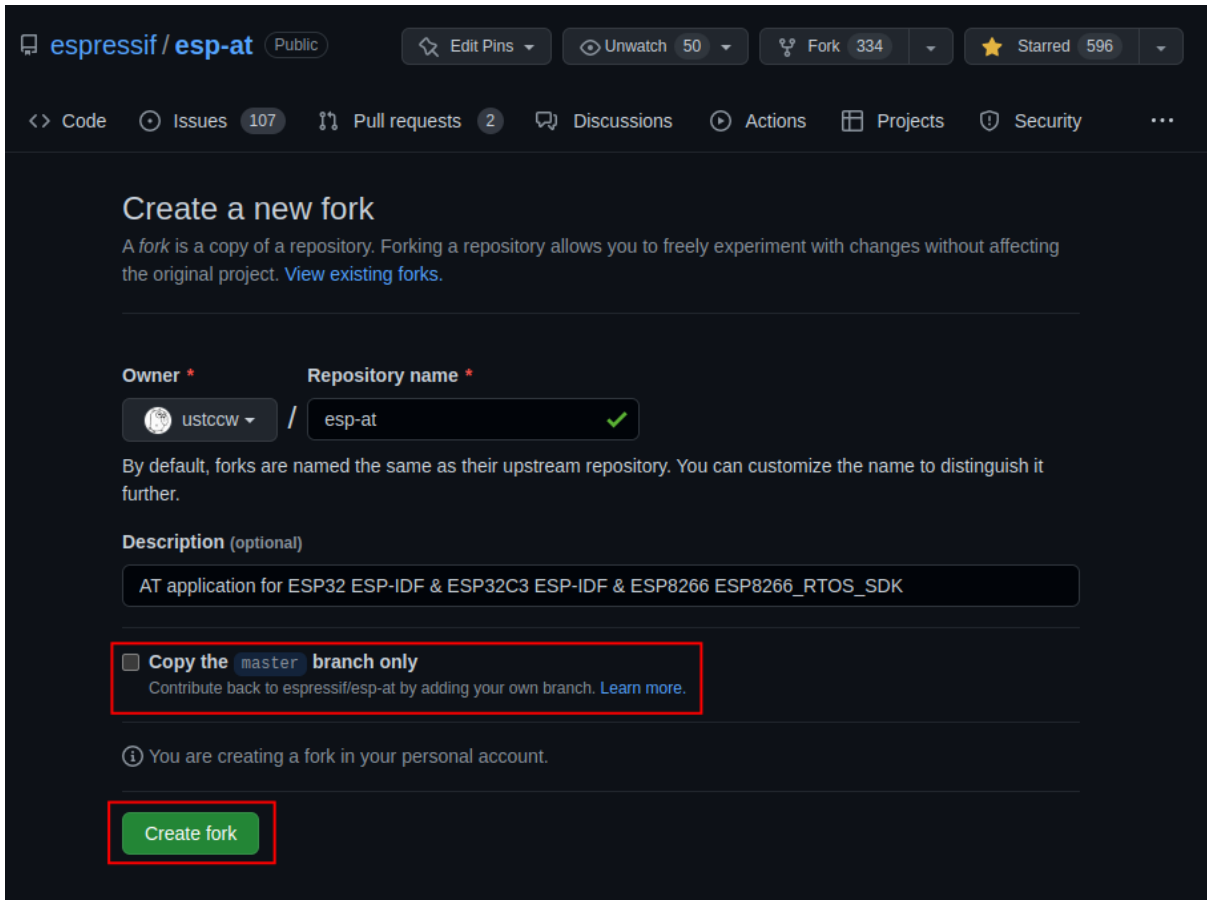 espressif / esp-at Public Edit Pins Unwatch 50 Fork 334 Starred 596
Code Issues 107 Pull requests 2 Discussions Actions Projects Security ...
Create a new fork
A fork is a copy of a repository. Forking a repository allows you to freely experiment with changes without affecting
the original project. View existing forks.
Owner * Repository name *
ustccw / esp-at
By default, forks are named the same as their upstream repository. You can customize the name to distinguish it
further.
Description (optional)
AT application for ESP32 ESP-IDF & ESP32C3 ESP-IDF & ESP8266 ESP8266_RTOS_SDK
Copy the master branch only
Contribute back to espressif/esp-at by adding your own branch. Learn more.
You are creating a fork in your personal account.
Create fork